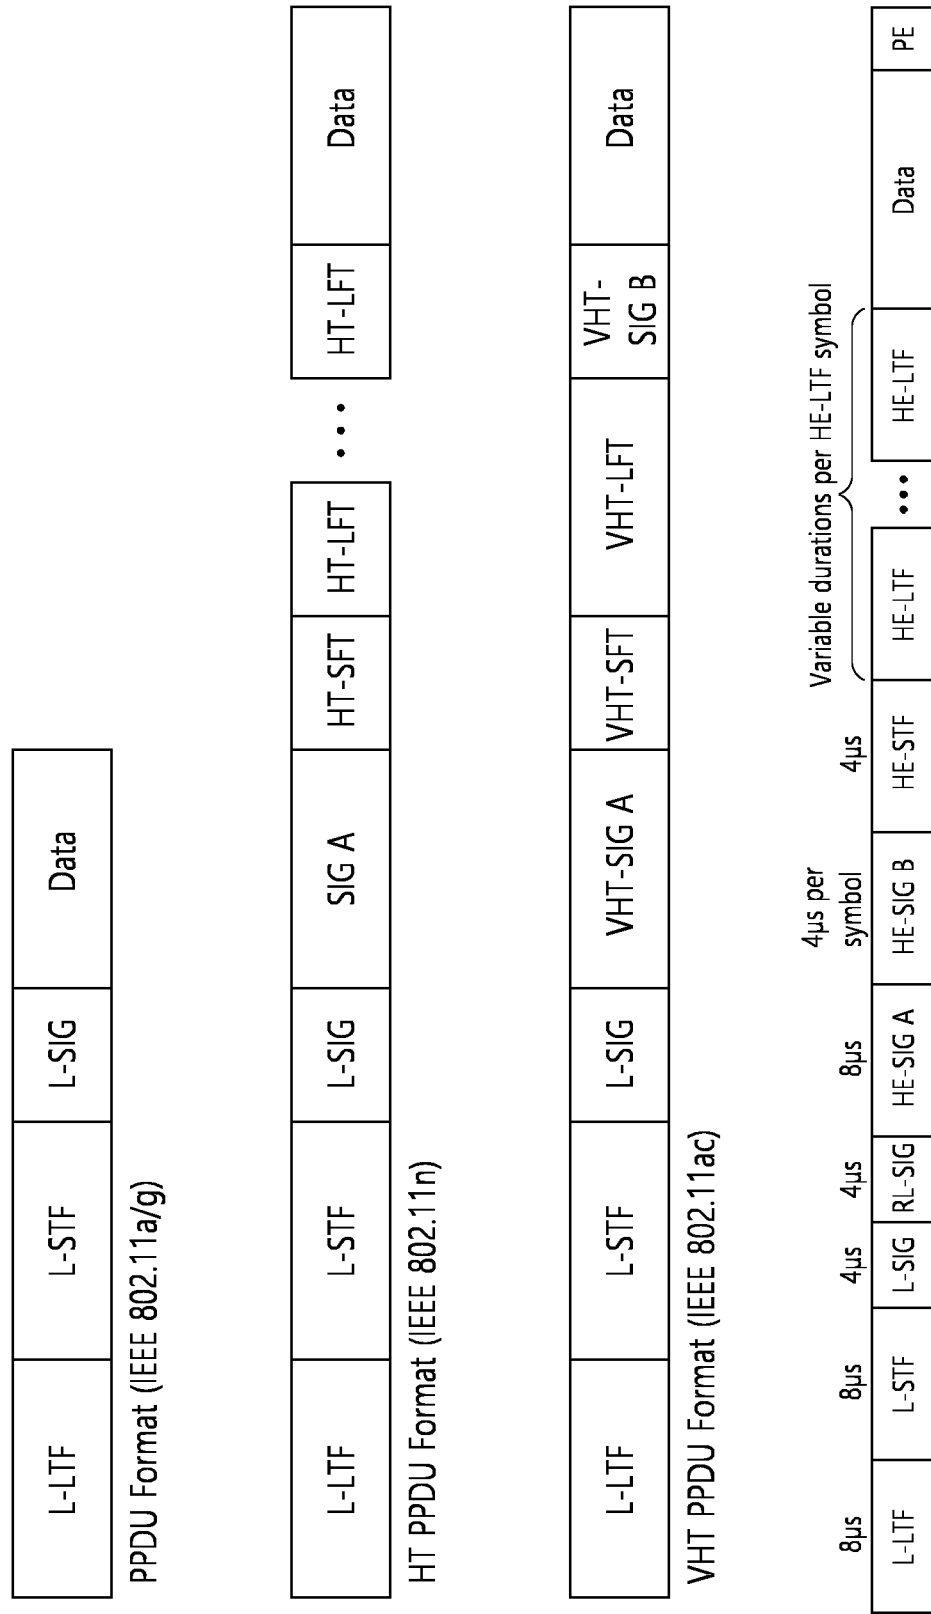 L-LTF
L-STF
L-SIG
Data
PPDU Format (IEEE 802.11a/g)
L-LTF
L-STF
L-SIG
SIG A
HT-SFT
HT-LFT
•••
HT-LFT
Data
HT PPDU Format (IEEE 802.11n)
L-LTF
L-STF
L-SIG
VHT-SIG A
VHT-SFT
VHT-LFT
VHT-
SIG B
Data
VHT PPDU Format (IEEE 802.11ac)
8µs
8µs
4µs
4µs
8µs
4µs per
symbol
4µs
Variable durations per HE-LTF symbol
L-LTF
L-STF
L-SIG
RL-SIG
HE-SIG A
HE-SIG B
HE-STF
HE-LTF
•••
HE-LTF
Data
PE